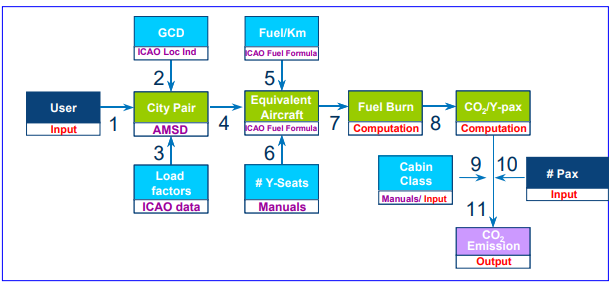 GCD
ICAO Loc Ind
Fuel/Km
ICAO Fuel Formula
2
5
User
Input
1
City Pair
AMSD
4
Equivalent
Aircraft
ICAO Fuel Formula
7
Fuel Burn
Computation
8
CO2/Y-pax
Computation
3
6
Load
factors
ICAO data
# Y-Seats
Manuals
Cabin
Class
Manuals/ Input
9
10
# Pax
Input
11
CO2
Emission
Output